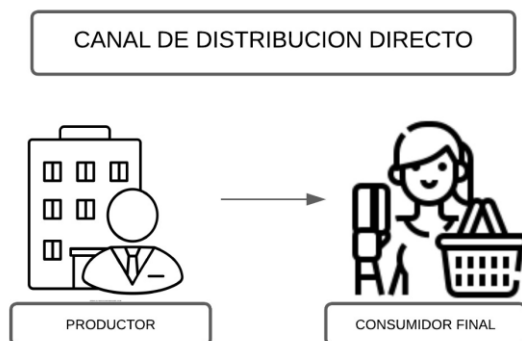 CANAL DE DISTRIBUCION DIRECTO
PRODUCTOR
CONSUMIDOR FINAL